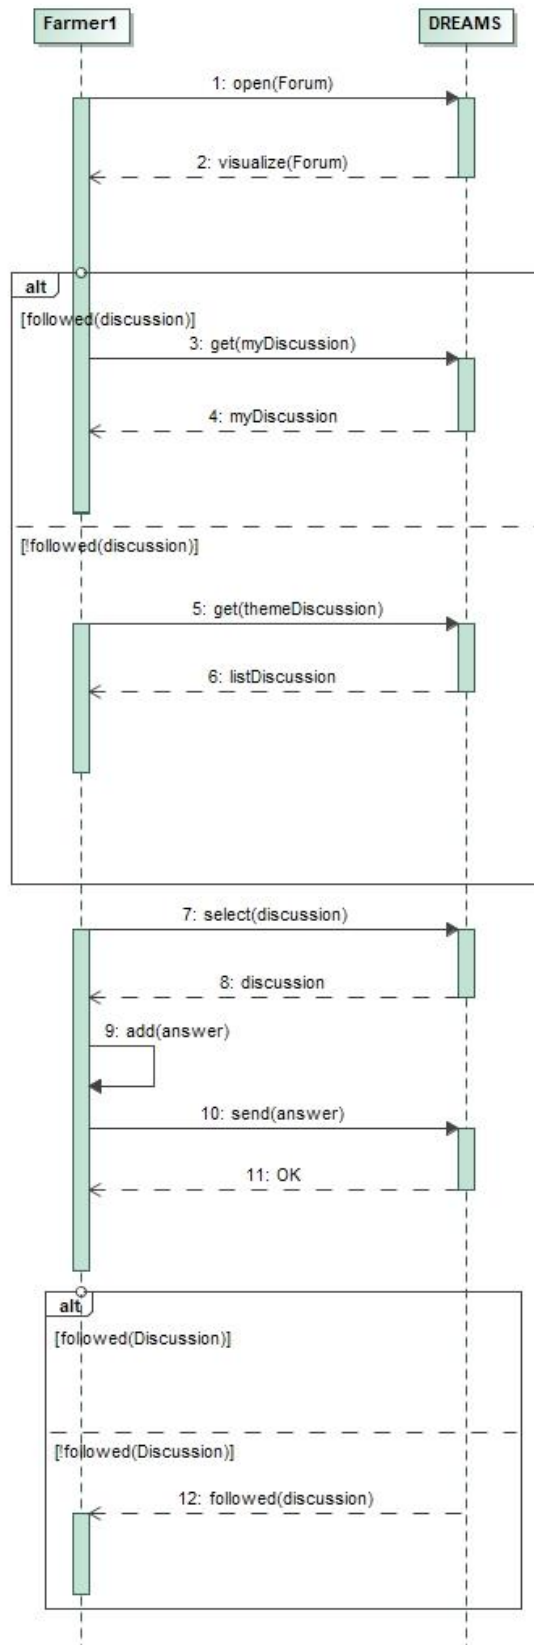 Farmer1
DREAMS
1: open(Forum)
2: visualize(Forum)
alt
[followed(discussion)]
3: get(myDiscussion)
4: myDiscussion
[!followed(discussion)]
5: get(themeDiscussion)
6: listDiscussion
7: select(discussion)
8: discussion
9: add(answer)
10: send(answer)
11: OK
alt
[followed(Discussion)]
[!followed(Discussion)]
12: followed(discussion)